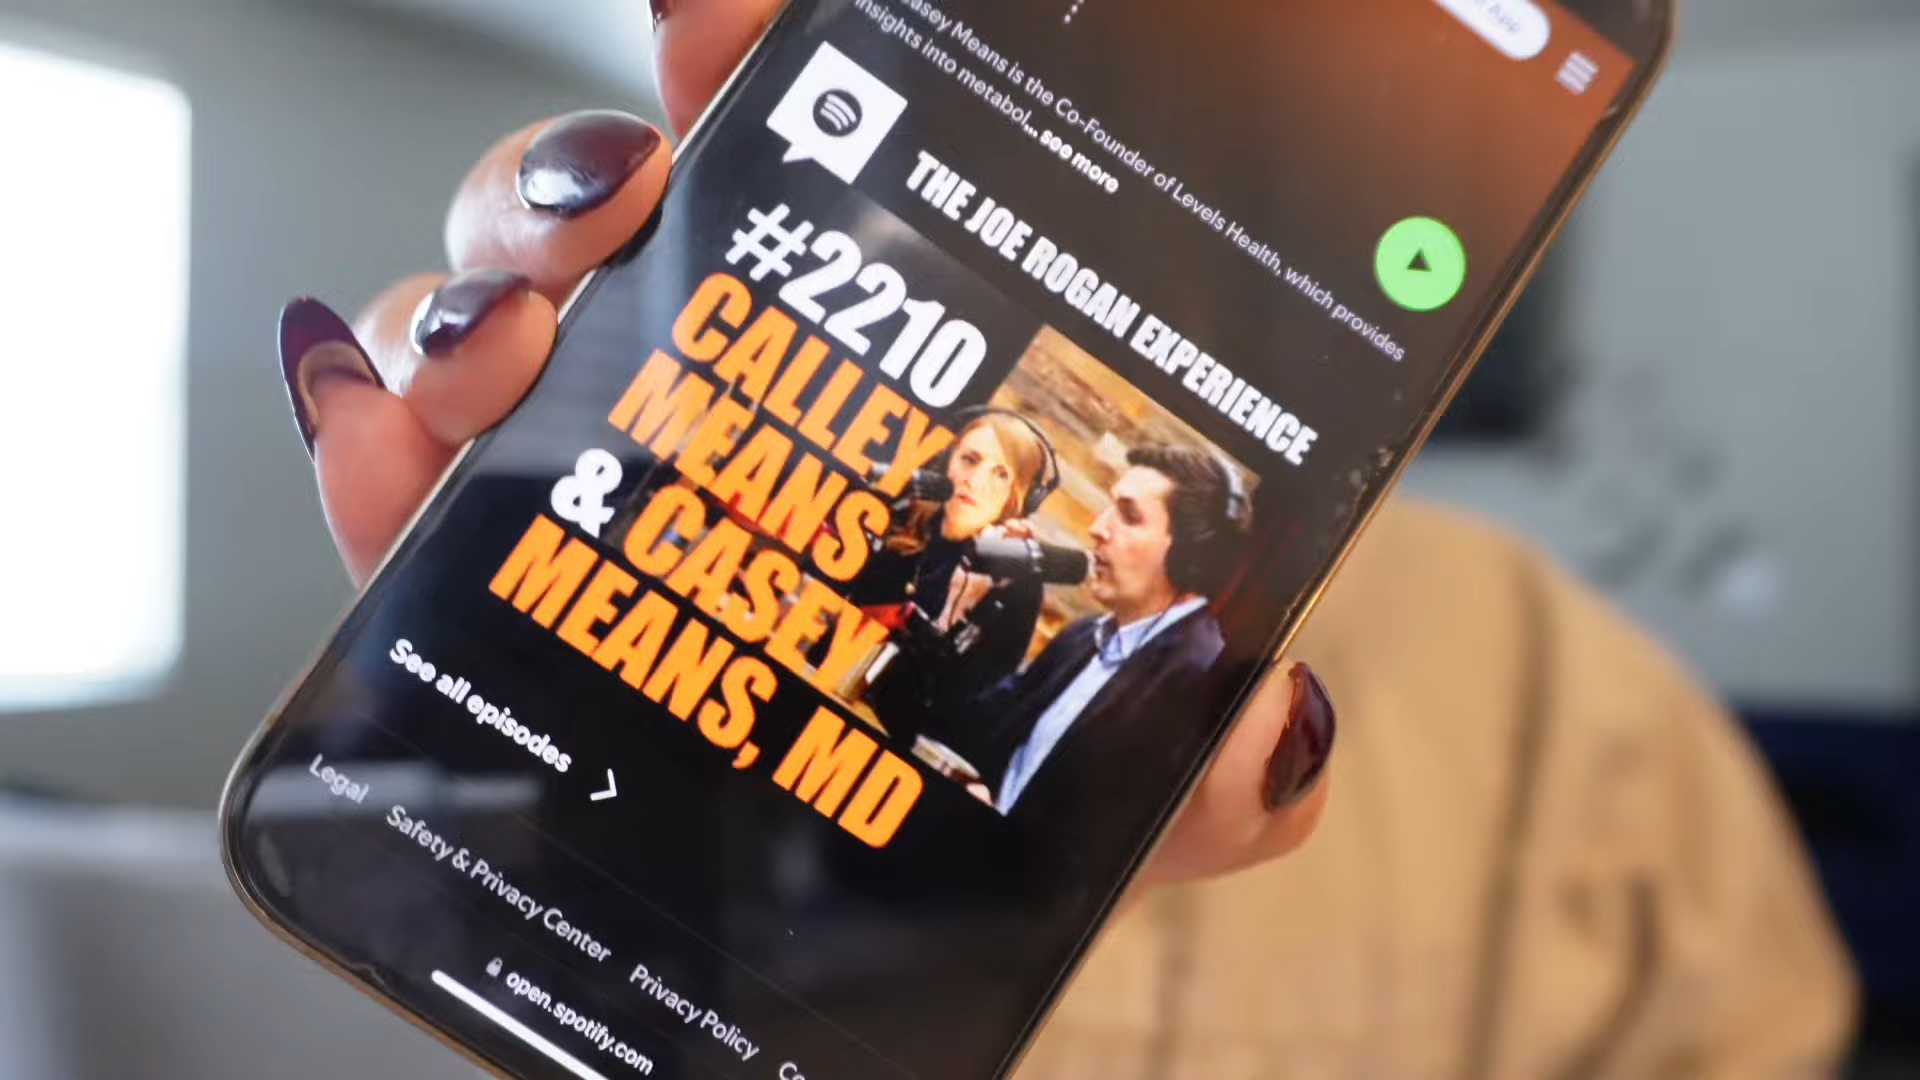 Casey Means is the Co-Founder of Levels Health, which provides
insights into metabol... see more
THE JOE ROGAN EXPERIENCE
#2210
CALLEY
MEANS
& CASEY
MEANS, MD
See all episodes
Legal Safety & Privacy Center Privacy Policy
open.spotify.com